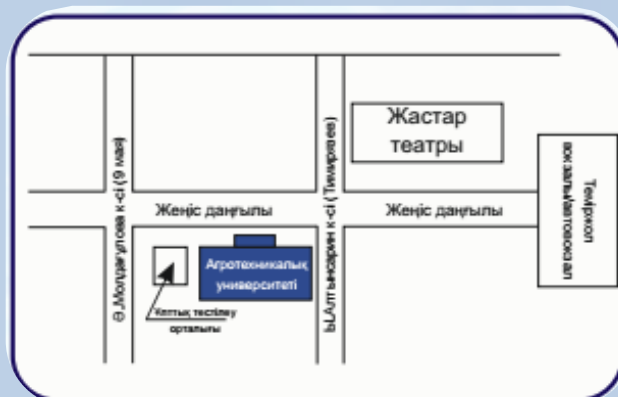 Ә.Молдағұлова к-сі (9 мая)
Ы.Алтынсарин к-сі (Тимирязев)
Жастар
театры
Теміржол
вокзалы/автовокзал
Жеңіс даңғылы
Жеңіс даңғылы
Агротехникалық
университеті
Ұлттық тестілеу
орталығы